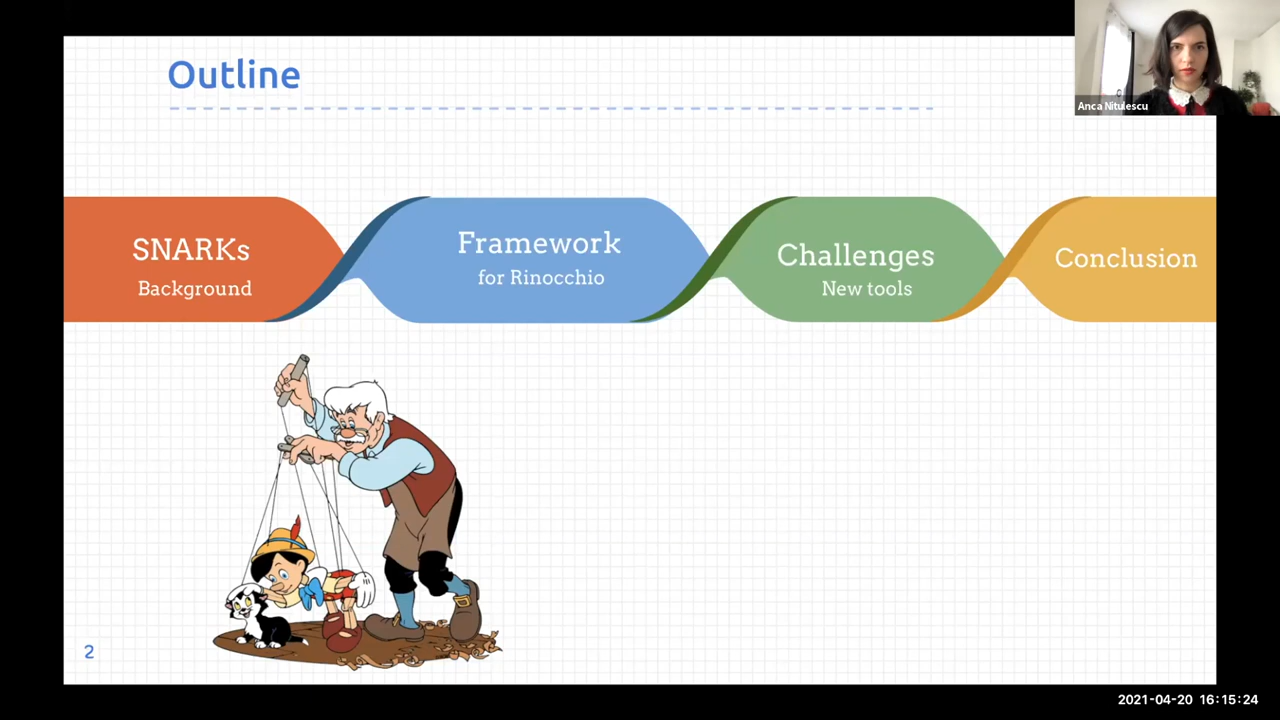 Outline
Anca Nitulescu
SNARKs
Background
Framework
for Rinocchio
Challenges
New tools
Conclusion
2
2021-04-20 16:15:24